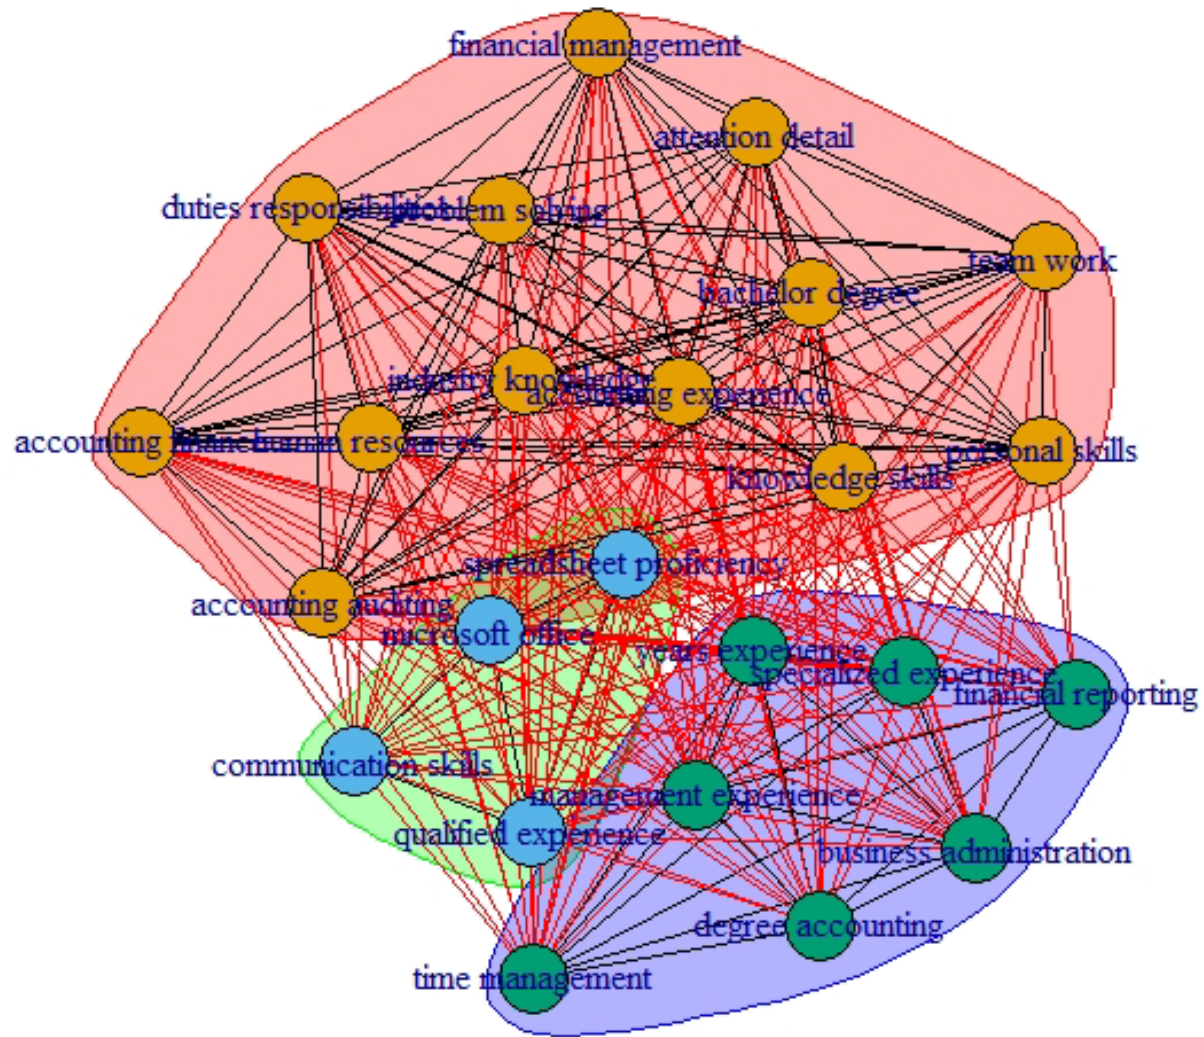 financial management
attention detail
duties responsibilities
problem solving
team work
bachelor degree
industry knowledge
accounting experience
accounting finance
human resources
personal skills
knowledge skills
spreadsheet proficiency
accounting auditing
microsoft office
years experience
specialized experience
financial reporting
communication skills
management experience
qualified experience
business administration
degree accounting
time management